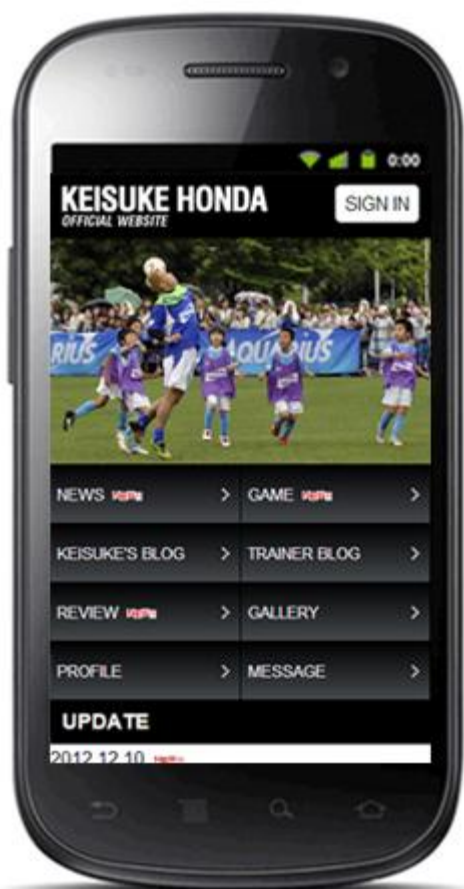 0:00
KEISUKE HONDA
OFFICIAL WEBSITE
SIGN IN
RIUS
AQUARIUS
NEWS
GAME
KEISUKE'S BLOG
TRAINER BLOG
REVIEW
GALLERY
PROFILE
MESSAGE
UPDATE
2012.12.10